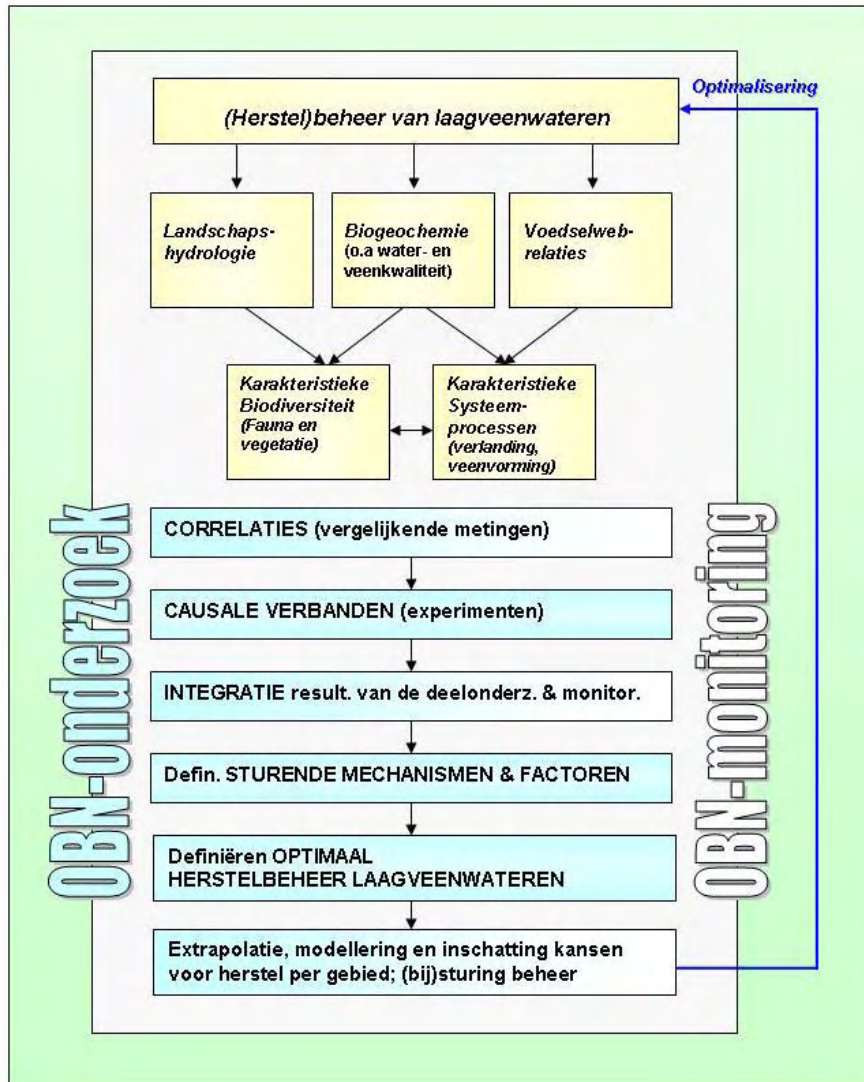 Optimalisering
(Herstel)beheer van laagveenwateren
Landschaps-
hydrologie
Biogeochemie
(o.a water- en
veenkwaliteit)
Voedselweb-
relaties
Karakteristieke
Biodiversiteit
(Fauna en
vegetatie)
Karakteristieke
Systeem-
processen
(verlanding,
veenvorming)
OBN-onderzoek
OBN-monitoring
CORRELATIES (vergelijkende metingen)
CAUSALE VERBANDEN (experimenten)
INTEGRATIE result. van de deelonderz. & monitor.
Defin. STURENDE MECHANISMEN & FACTOREN
Definiëren OPTIMAAL
HERSTELBEHEER LAAGVEENWATEREN
Extrapolatie, modellering en inschatting kansen
voor herstel per gebied; (bij)sturing beheer